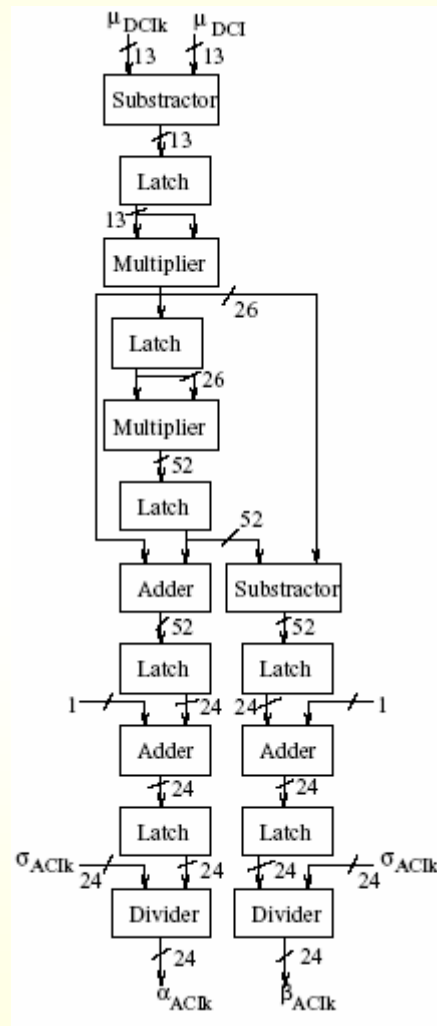 μDCIk μDCI
13 13
Substractor
13
Latch
13
Multiplier
26
Latch
26
Multiplier
52
Latch
52
Adder Substractor
52 52
Latch Latch
1 24 24 1
Adder Adder
24 24
Latch Latch
σACIk 24 24 24 24 σACIk
Divider Divider
24 24
αACIk βACIk